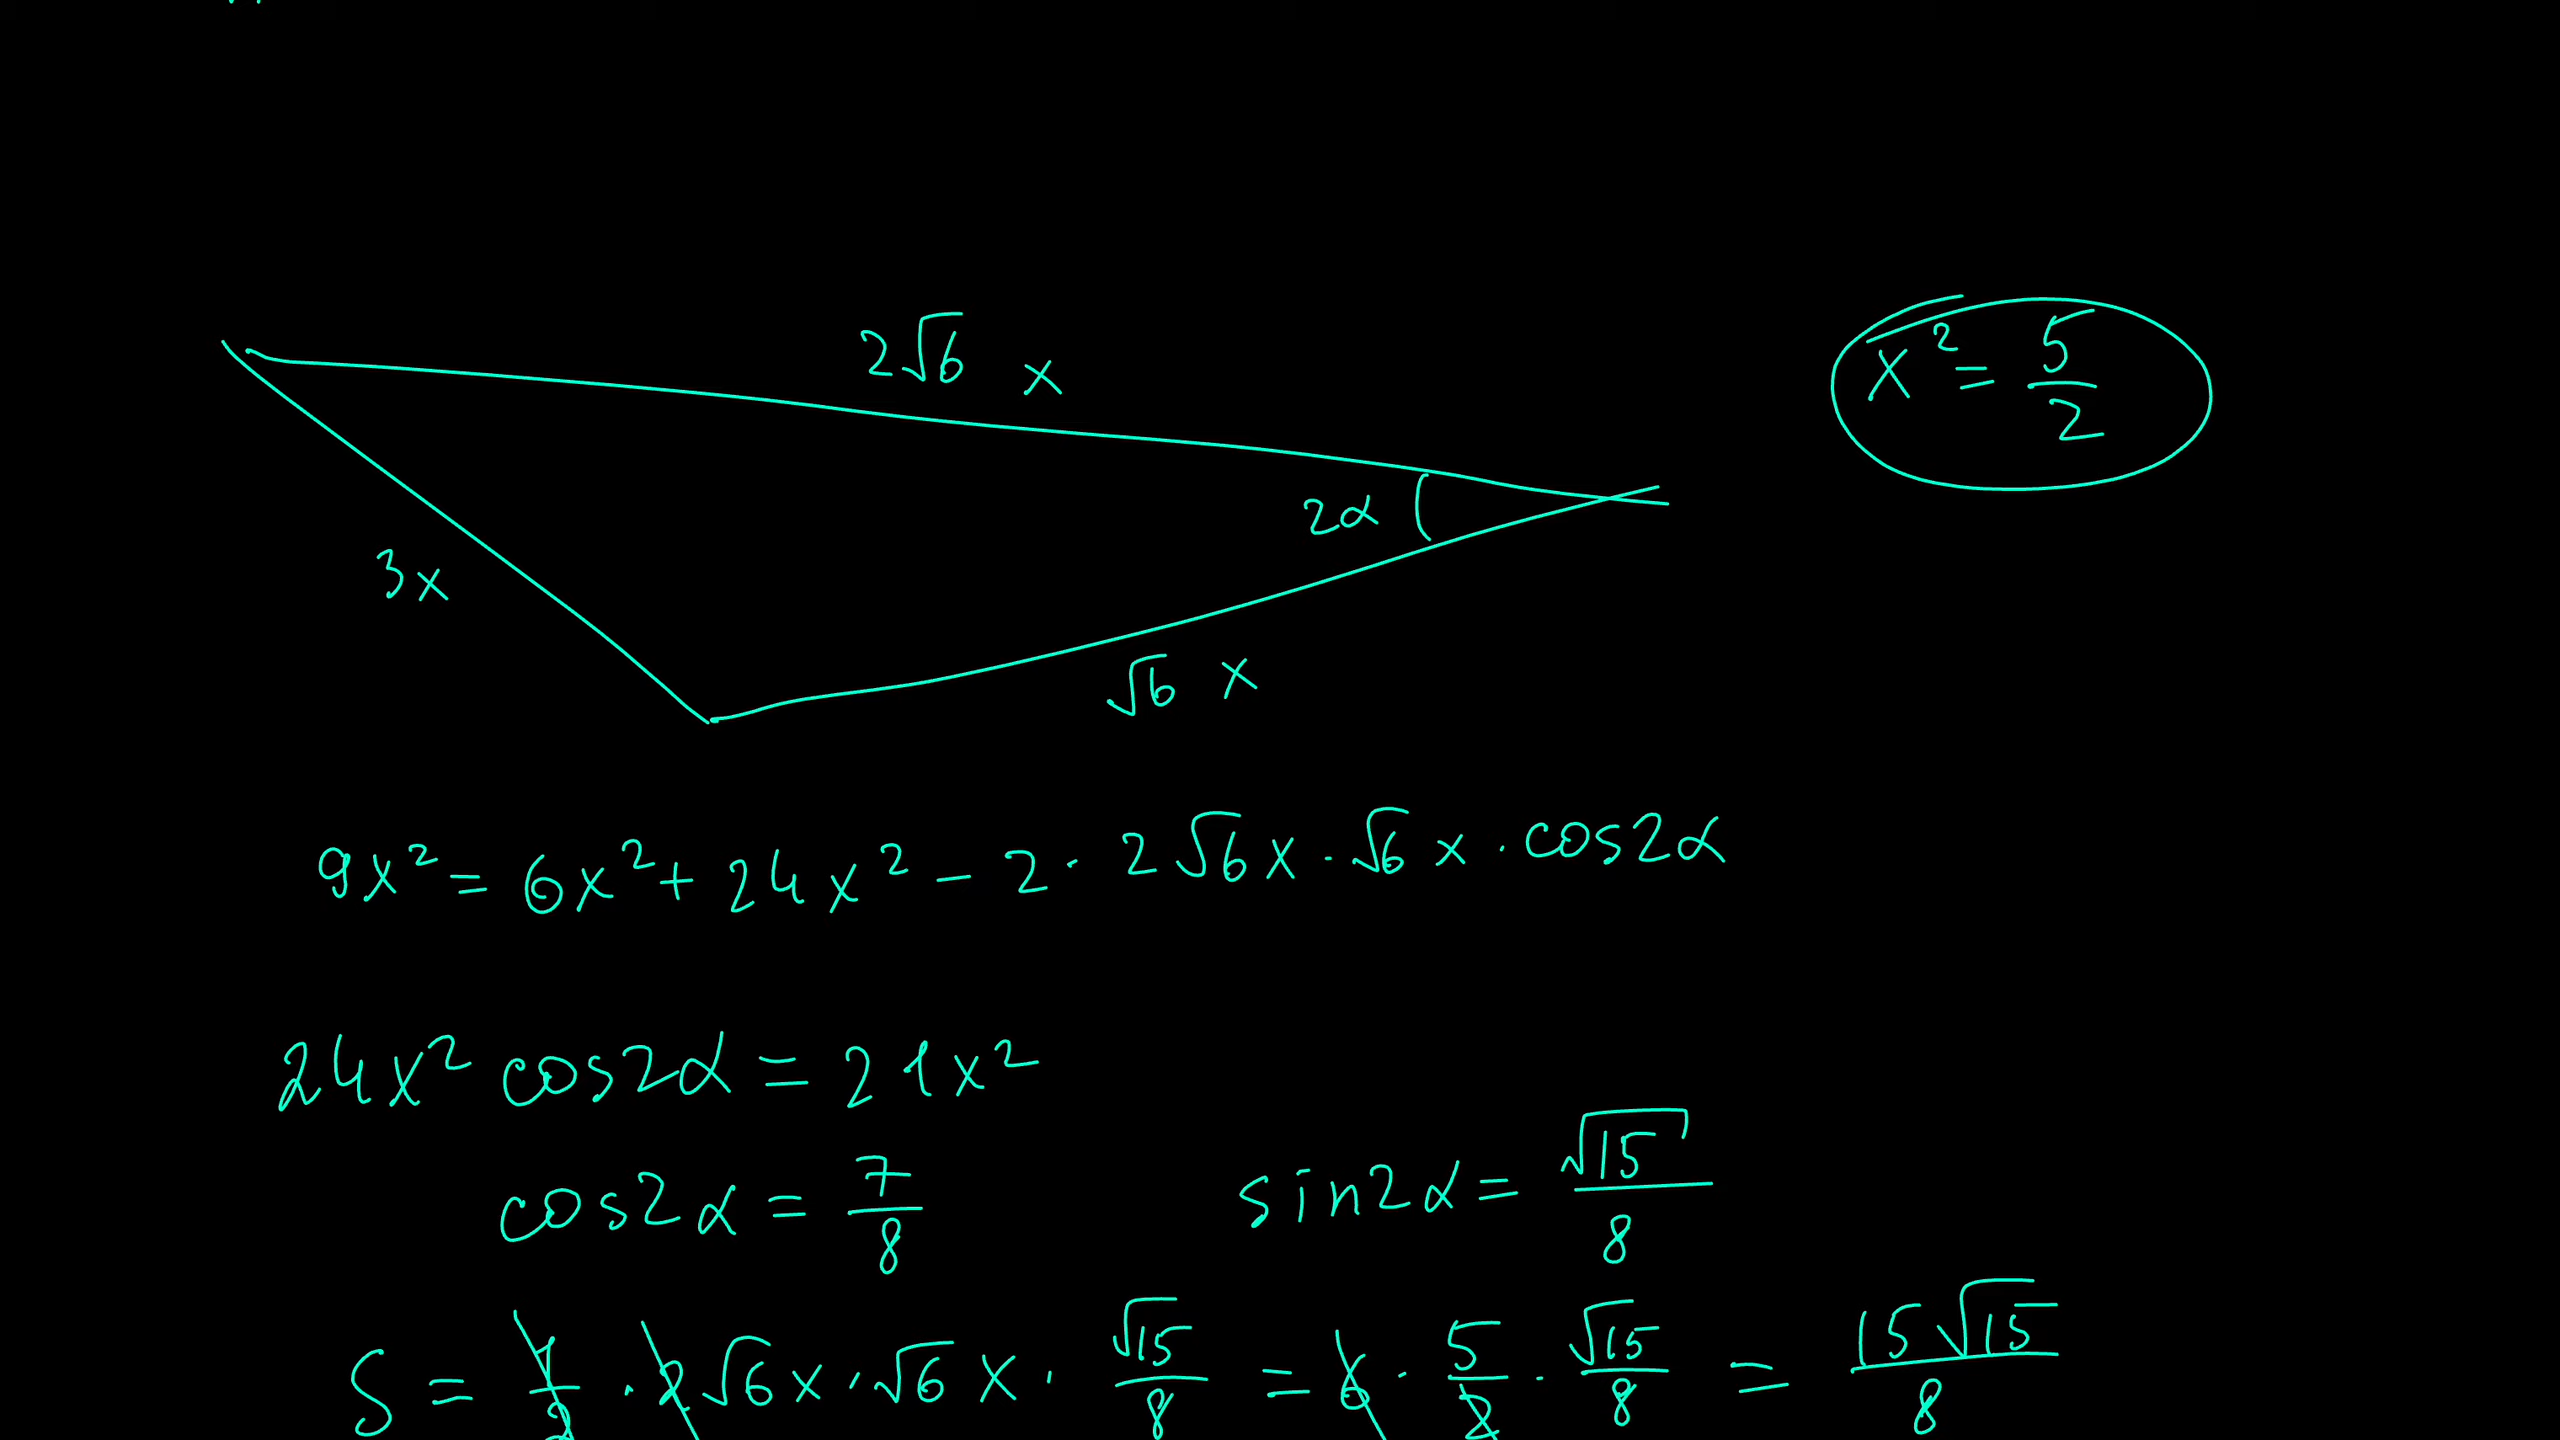 2√6 x
x² = 5/2
2α
3x
√6 x
9x² = 6x² + 24x² - 2 · 2√6x · √6x · cos2α
24x² cos2α = 21x²
cos2α = 7/8
sin2α = √15/8
S = 1/2 · 2√6x · √6x · √15/8 = 6 · 5/2 · √15/8 = 15√15/8